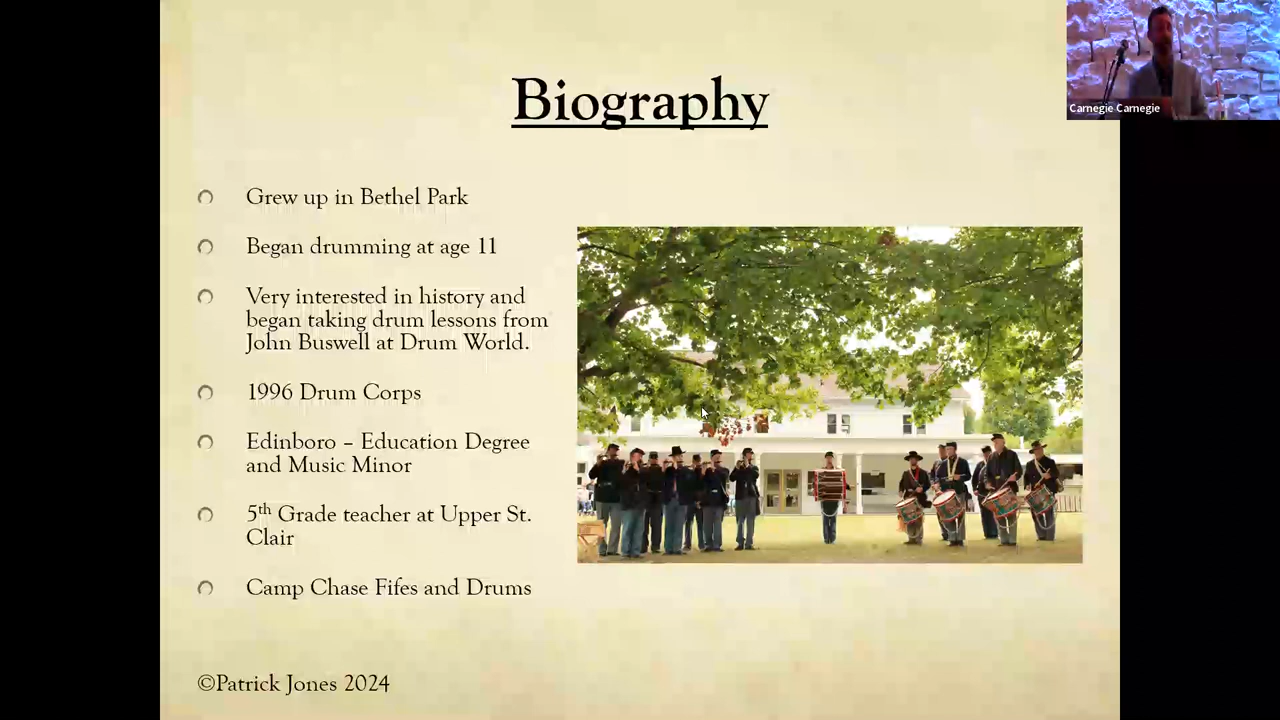 Biography
Carnegie Carnegie
Grew up in Bethel Park
Began drumming at age 11
Very interested in history and
began taking drum lessons from
John Buswell at Drum World.
1996 Drum Corps
Edinboro – Education Degree
and Music Minor
5th Grade teacher at Upper St.
Clair
Camp Chase Fifes and Drums
©Patrick Jones 2024